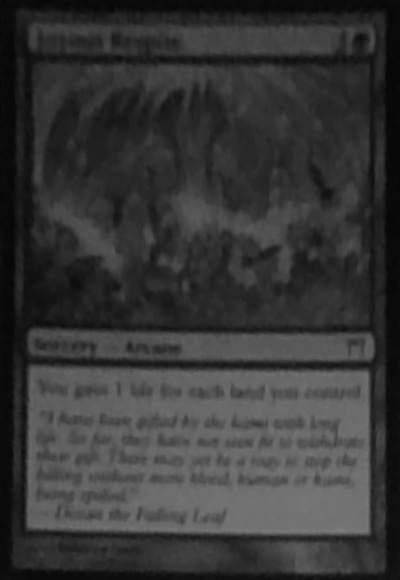 Joyous Respite
Sorcery — Arcane
You gain 1 life for each land you control.
"I have been gifted by the kami with long
life. So far, they have not seen fit to
their gift. There may yet be a way to stop the
killing without more blood, human or kami,
being spilled."
—Dosan the Falling Leaf